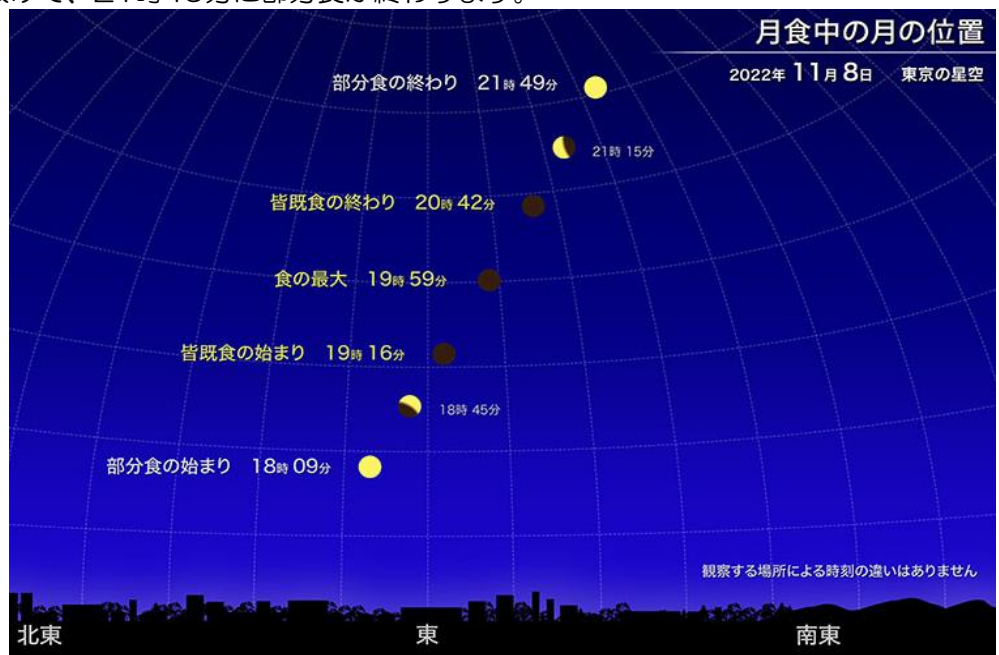 月食中の月の位置
2022年 11月 8日 東京の星空
部分食の終わり 21時 49分
21時 15分
皆既食の終わり 20時 42分
食の最大 19時 59分
皆既食の始まり 19時 16分
18時 45分
部分食の始まり 18時 09分
観察する場所による時刻の違いはありません
北東 東 南東